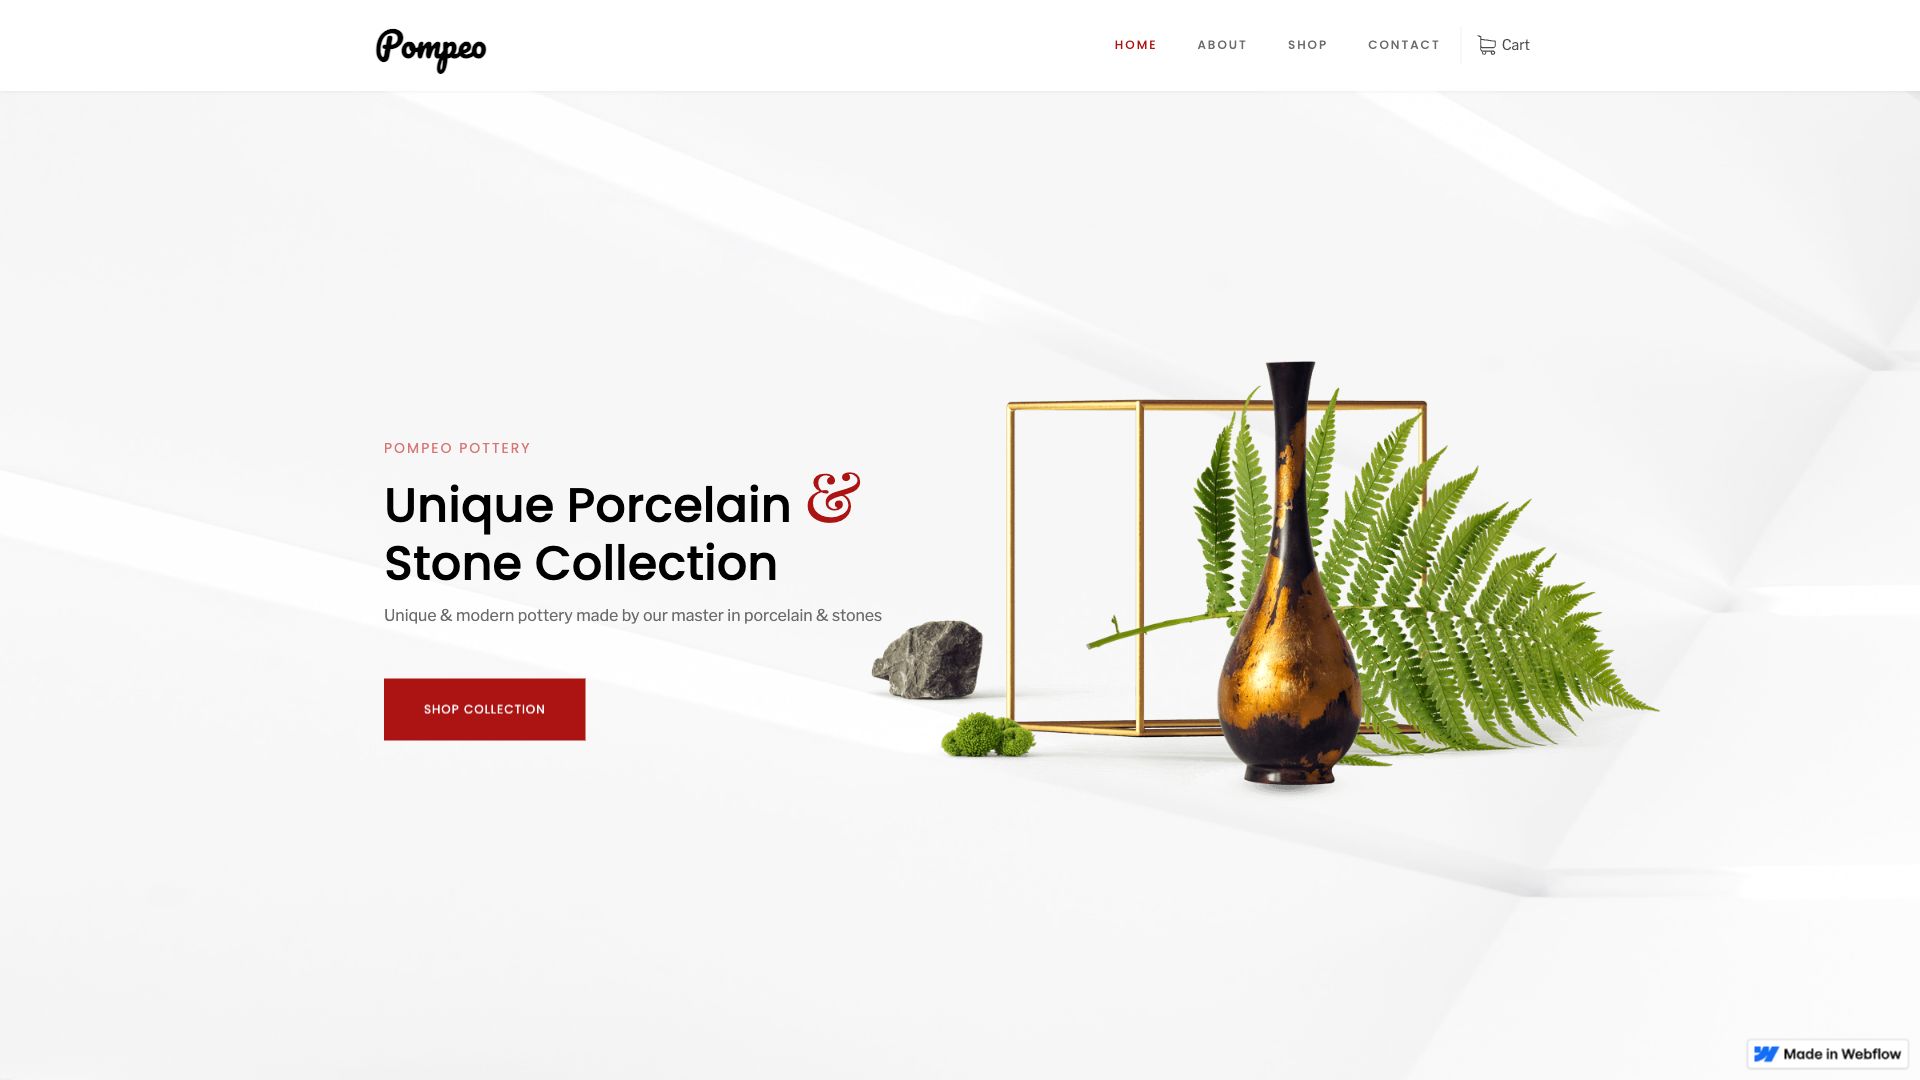 Pompeo
HOME
ABOUT
SHOP
CONTACT
Cart
POMPEO POTTERY
Unique Porcelain &
Stone Collection
Unique & modern pottery made by our master in porcelain & stones
SHOP COLLECTION
Made in Webflow